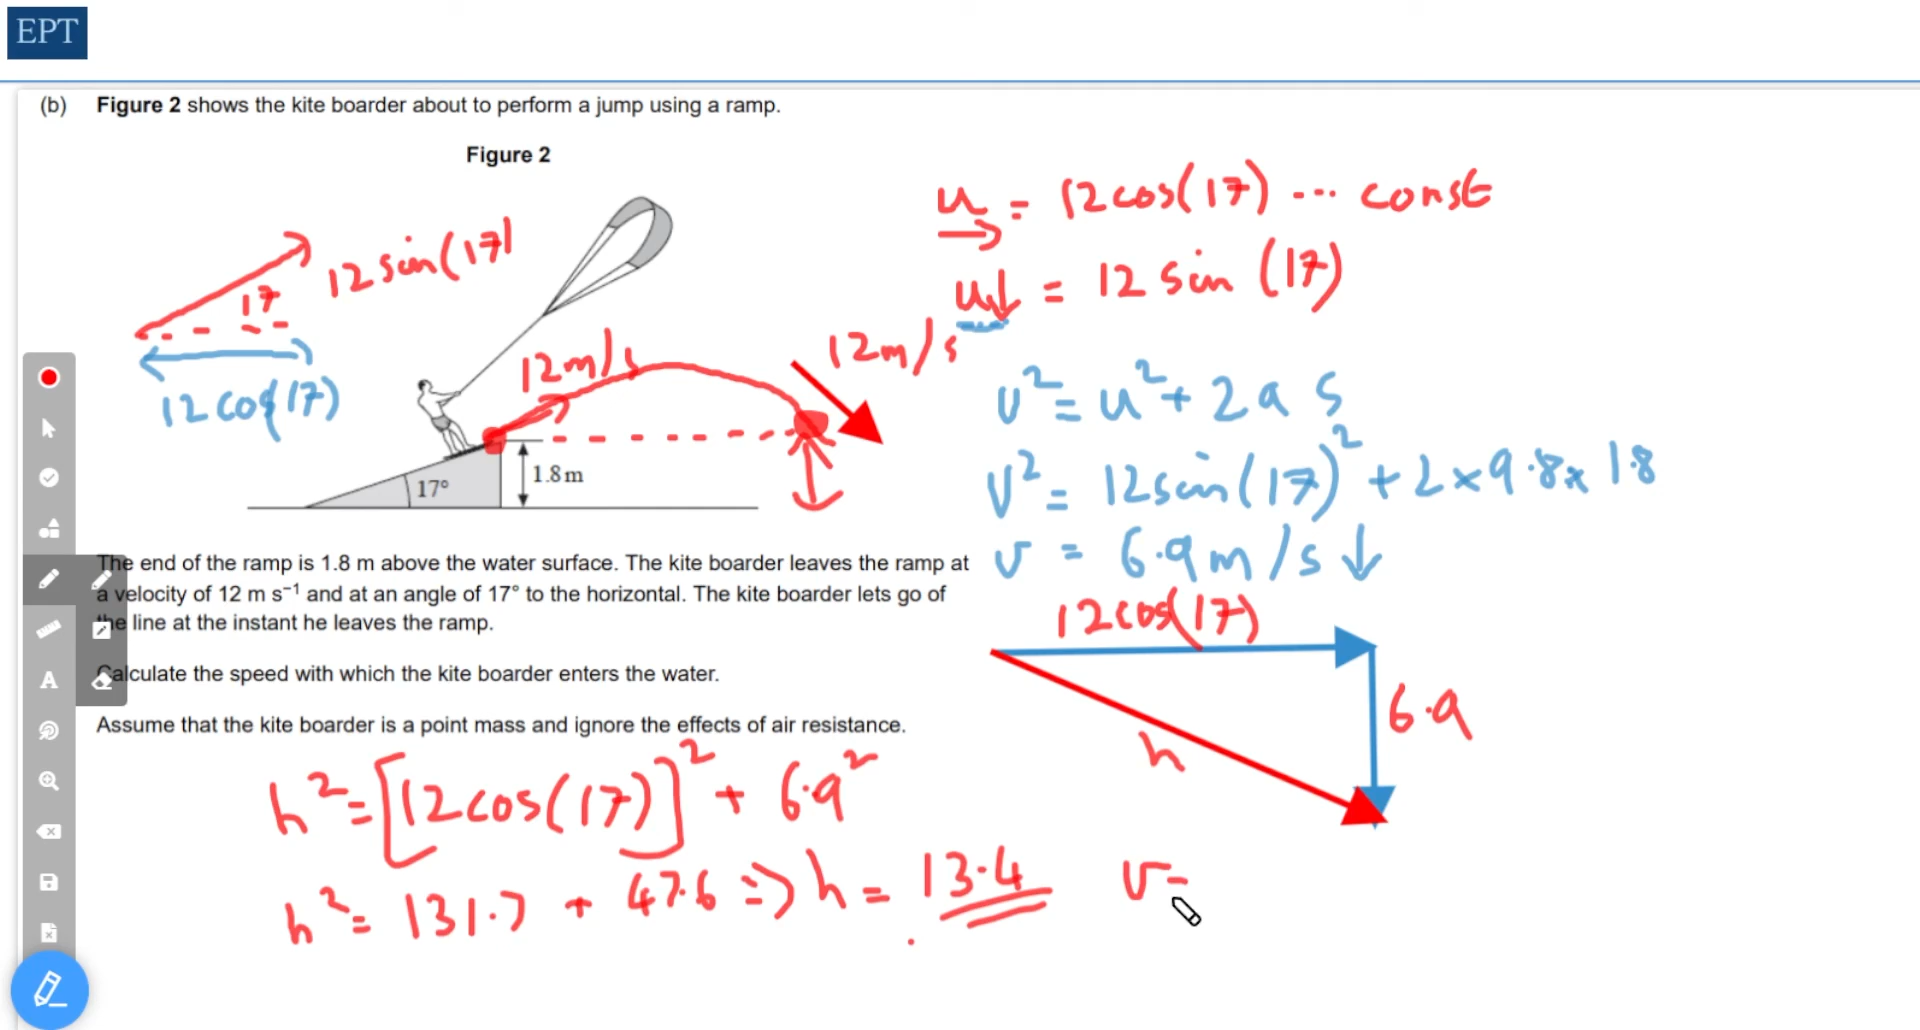 EPT
(b) Figure 2 shows the kite boarder about to perform a jump using a ramp.
Figure 2
12 sin(17)
17
12 cos(17)
12m/s
12m/s
17°
1.8 m
u = 12cos(17) ... const
u↓ = 12 sin (17)
v² = u² + 2 a s
v² = 12sin(17)² + 2 × 9.8 × 1.8
v = 6.9 m/s ↓
The end of the ramp is 1.8 m above the water surface. The kite boarder leaves the ramp at
a velocity of 12 m s⁻¹ and at an angle of 17° to the horizontal. The kite boarder lets go of
the line at the instant he leaves the ramp.
Calculate the speed with which the kite boarder enters the water.
Assume that the kite boarder is a point mass and ignore the effects of air resistance.
12cos(17)
6.9
h
h² = [12cos(17)]² + 6.9²
h² = 131.7 + 47.6 => h = 13.4
v=
A